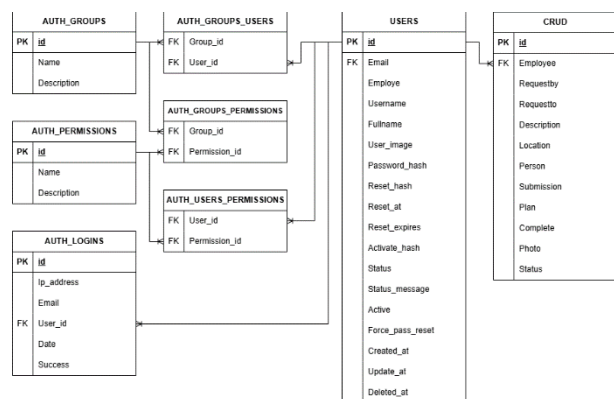 AUTH_GROUPS
PK id
Name
Description
AUTH_GROUPS_USERS
FK Group_id
FK User_id
AUTH_GROUPS_PERMISSIONS
FK Group_id
FK Permission_id
AUTH_PERMISSIONS
PK id
Name
Description
AUTH_USERS_PERMISSIONS
FK User_id
FK Permission_id
AUTH_LOGINS
PK id
Ip_address
Email
FK User_id
Date
Success
USERS
PK id
FK Email
Employe
Username
Fullname
User_image
Password_hash
Reset_hash
Reset_at
Reset_expires
Activate_hash
Status
Status_message
Active
Force_pass_reset
Created_at
Update_at
Deleted_at
CRUD
PK id
FK Employee
Requestby
Requestto
Description
Location
Person
Submission
Plan
Complete
Photo
Status